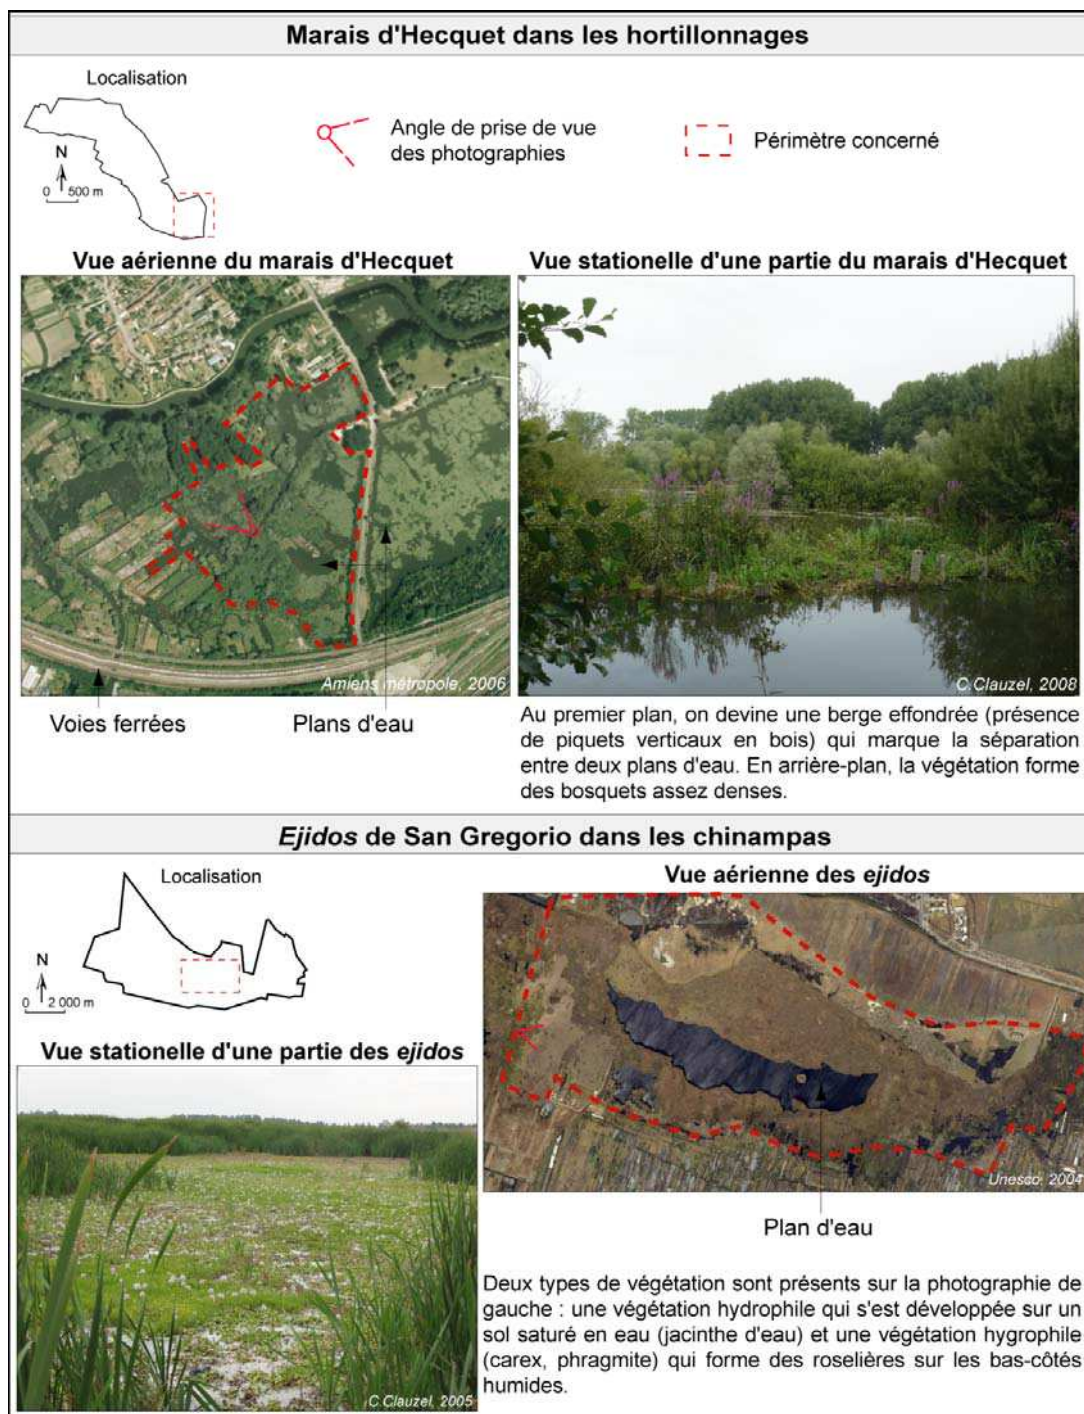 Marais d'Hecquet dans les hortillonnages
Localisation
N
0 500 m
Angle de prise de vue
des photographies
Périmètre concerné
Vue aérienne du marais d'Hecquet
Vue stationelle d'une partie du marais d'Hecquet
Amiens métropole, 2006
C.Clauzel, 2008
Voies ferrées
Plans d'eau
Au premier plan, on devine une berge effondrée (présence
de piquets verticaux en bois) qui marque la séparation
entre deux plans d'eau. En arrière-plan, la végétation forme
des bosquets assez denses.
Ejidos de San Gregorio dans les chinampas
Localisation
N
0 2 000 m
Vue aérienne des ejidos
Vue stationelle d'une partie des ejidos
Unesco, 2004
Plan d'eau
C.Clauzel, 2005
Deux types de végétation sont présents sur la photographie de
gauche : une végétation hydrophile qui s'est développée sur un
sol saturé en eau (jacinthe d'eau) et une végétation hygrophile
(carex, phragmite) qui forme des roselières sur les bas-côtés
humides.